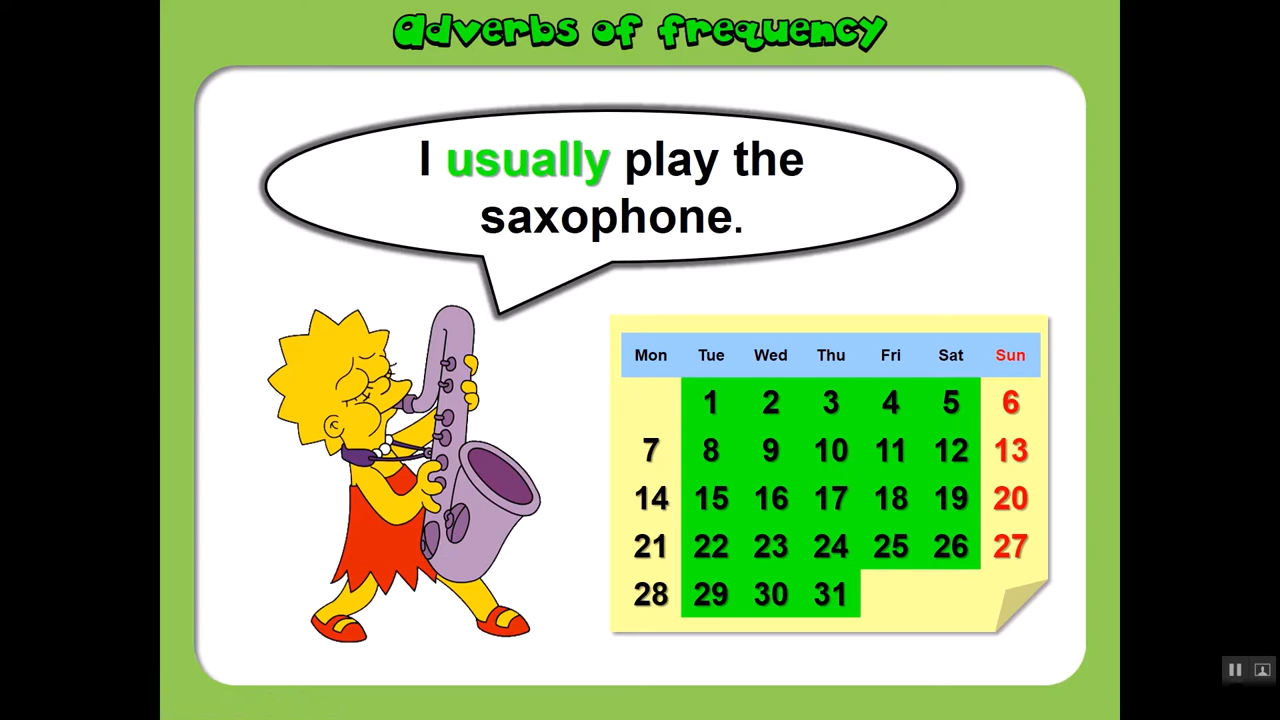 Adverbs of frequency
I usually play the
saxophone.
Mon Tue Wed Thu Fri Sat Sun
1 2 3 4 5 6
7 8 9 10 11 12 13
14 15 16 17 18 19 20
21 22 23 24 25 26 27
28 29 30 31